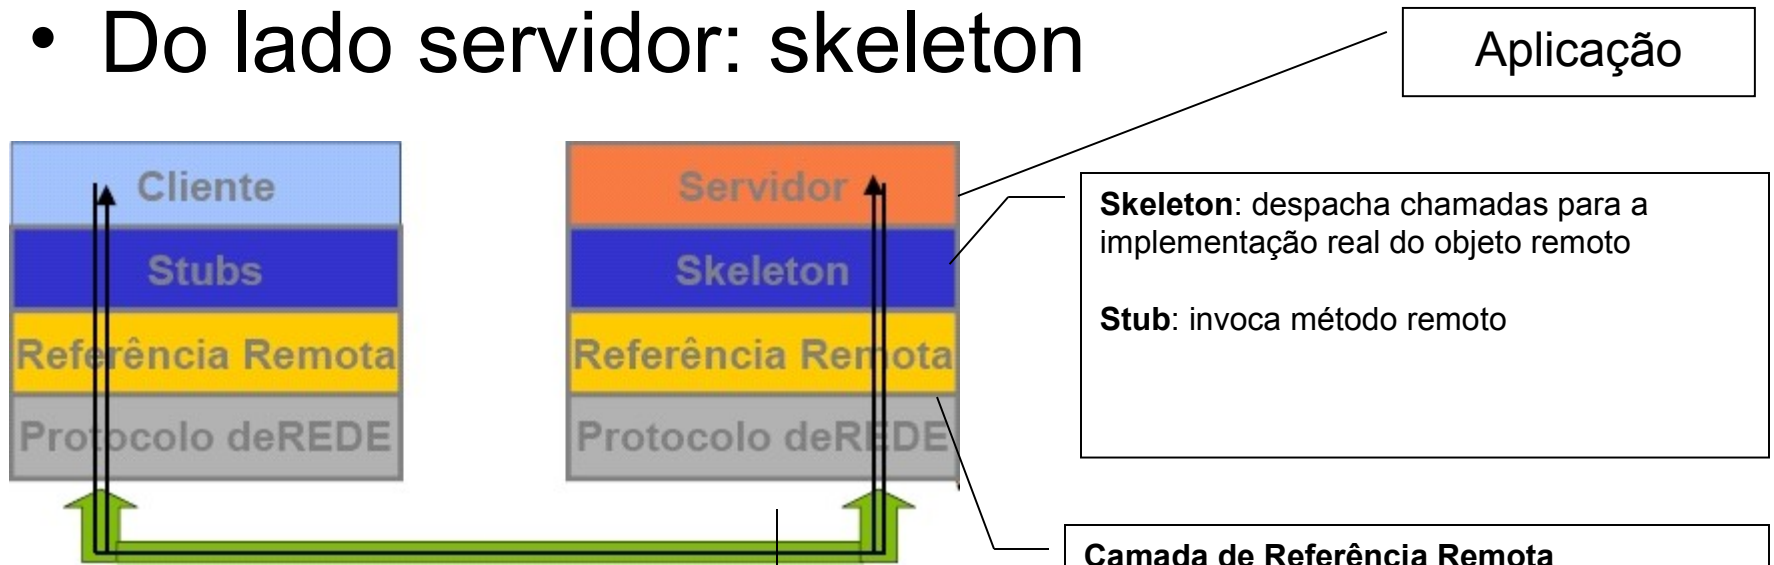 • Do lado servidor: skeleton
Aplicação
Cliente
Stubs
Referência Remota
Protocolo deREDE
Servidor
Skeleton
Referência Remota
Protocolo deREDE
Skeleton: despacha chamadas para a
implementação real do objeto remoto
Stub: invoca método remoto
Camada de Referência Remota